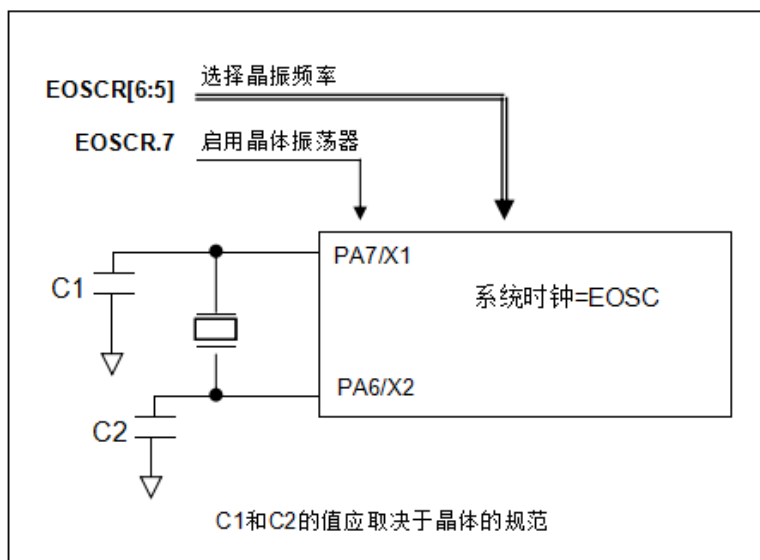 EOSCR[6:5] 选择晶振频率
EOSCR.7 启用晶体振荡器
PA7/X1
C1
系统时钟=EOSC
PA6/X2
C2
C1和C2的值应取决于晶体的规范